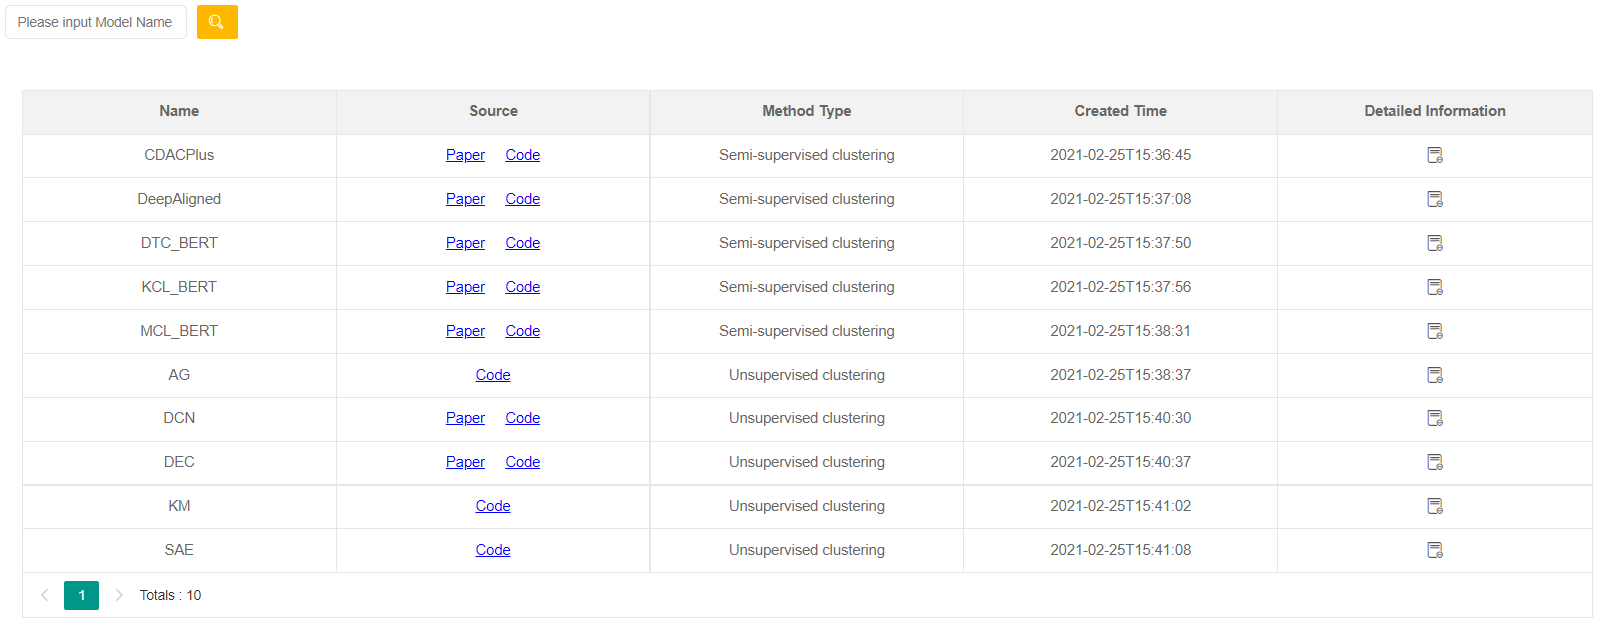 Please input Model Name
Name Source Method Type Created Time Detailed Information
CDACPlus Paper Code Semi-supervised clustering 2021-02-25T15:36:45
DeepAligned Paper Code Semi-supervised clustering 2021-02-25T15:37:08
DTC_BERT Paper Code Semi-supervised clustering 2021-02-25T15:37:50
KCL_BERT Paper Code Semi-supervised clustering 2021-02-25T15:37:56
MCL_BERT Paper Code Semi-supervised clustering 2021-02-25T15:38:31
AG Code Unsupervised clustering 2021-02-25T15:38:37
DCN Paper Code Unsupervised clustering 2021-02-25T15:40:30
DEC Paper Code Unsupervised clustering 2021-02-25T15:40:37
KM Code Unsupervised clustering 2021-02-25T15:41:02
SAE Code Unsupervised clustering 2021-02-25T15:41:08
1 Totals : 10